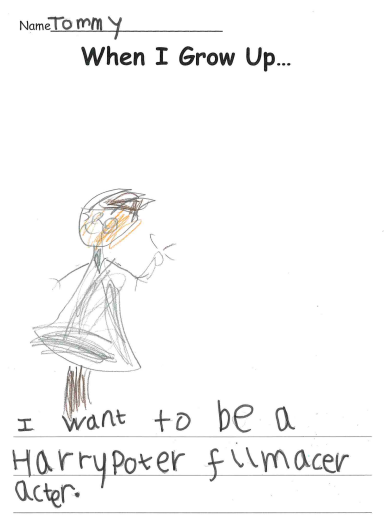 Name Tommy
When I Grow Up...
I want to be a
Harrypoter filmacer
acter.